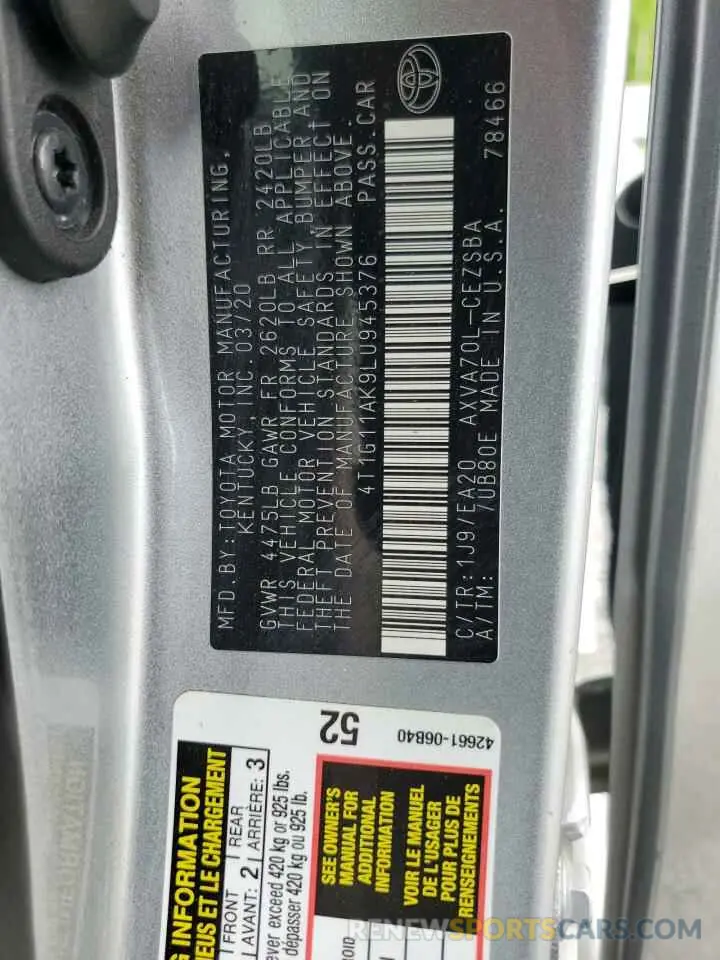 MFD.BY:TOYOTA MOTOR MANUFACTURING,
KENTUCKY, INC. 03/20
GVWR 4475LB GAWR FR 2620LB RR 2420LB
THIS VEHICLE CONFORMS TO ALL APPLICABLE
FEDERAL MOTOR VEHICLE SAFETY, BUMPER AND
THEFT PREVENTION STANDARDS IN EFFECT ON
THE DATE OF MANUFACTURE SHOWN ABOVE.
4T1G11AK9LU945376 PASS.CAR
C/TR: 1J9/EA20 AXVA70L-CEZSBA
A/TM: /UB80E MADE IN U.S.A. 78466
INFORMATION
ET LE CHARGEMENT
FRONT
AVANT: 2
REAR
ARRIÈRE: 3
exceed 420 kg or 925 lbs.
dépasser 420 kg ou 925 lb.
52
42661-06B40
SEE OWNER'S
MANUAL FOR
ADDITIONAL
INFORMATION
VOIR LE MANUEL
DE L'USAGER
POUR PLUS DE
RENSEIGNEMENTS
RENEWSPORTSCARS.COM